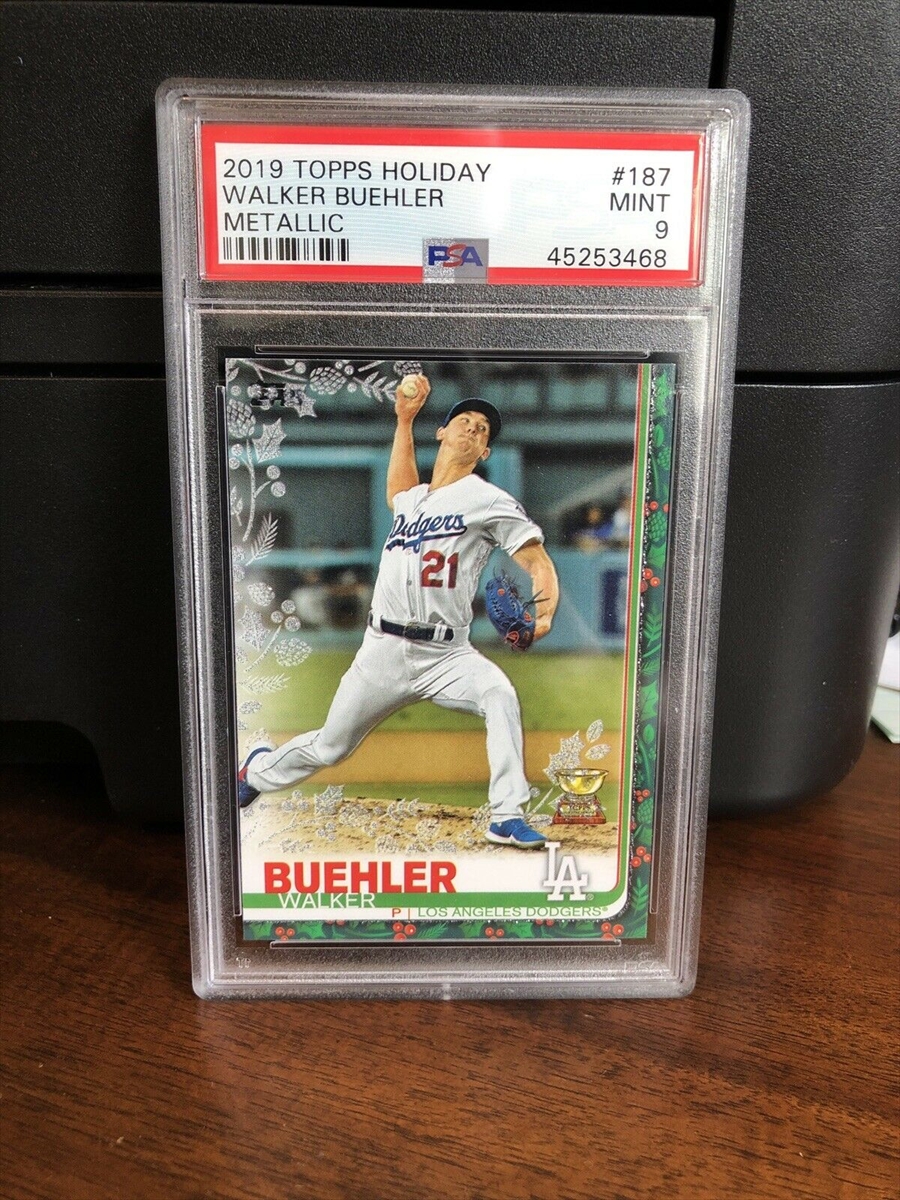 2019 TOPPS HOLIDAY #187
WALKER BUEHLER MINT
METALLIC 9
PSA 45253468
Dodgers
21
BUEHLER
WALKER
LA
P | LOS ANGELES DODGERS®